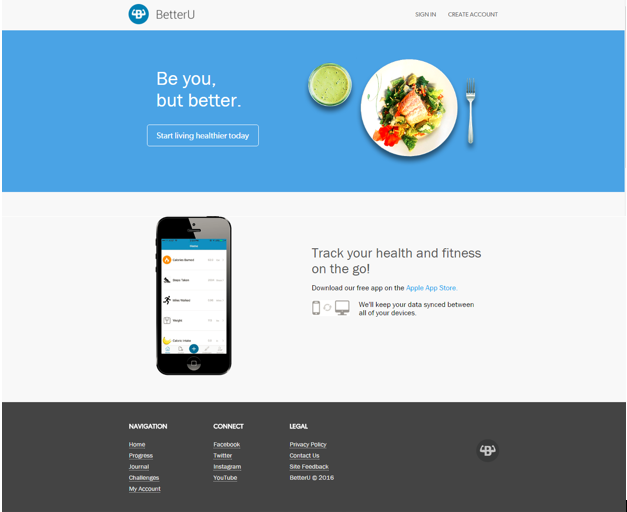 BetterU
SIGN IN CREATE ACCOUNT
Be you,
but better.
Start living healthier today
Calories Burned
Steps Taken
Miles Walked
Weight
Calorie Intake
Track your health and fitness
on the go!
Download our free app on the Apple App Store.
We'll keep your data synced between
all of your devices.
NAVIGATION
Home
Progress
Journal
Challenges
My Account
CONNECT
Facebook
Twitter
Instagram
YouTube
LEGAL
Privacy Policy
Contact Us
Site Feedback
BetterU © 2016